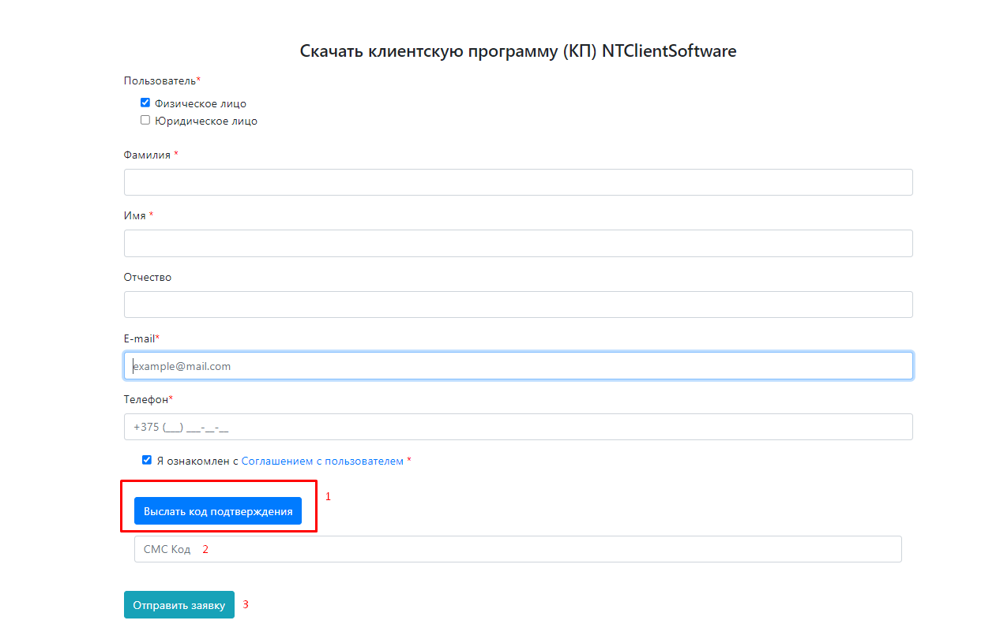 Скачать клиентскую программу (КП) NTClientSoftware
Пользователь*
Физическое лицо
Юридическое лицо
Фамилия *
Имя *
Отчество
E-mail*
example@mail.com
Телефон*
+375 (___) ___-__-__
Я ознакомлен с Соглашением с пользователем *
1
Выслать код подтверждения
СМС Код 2
Отправить заявку 3